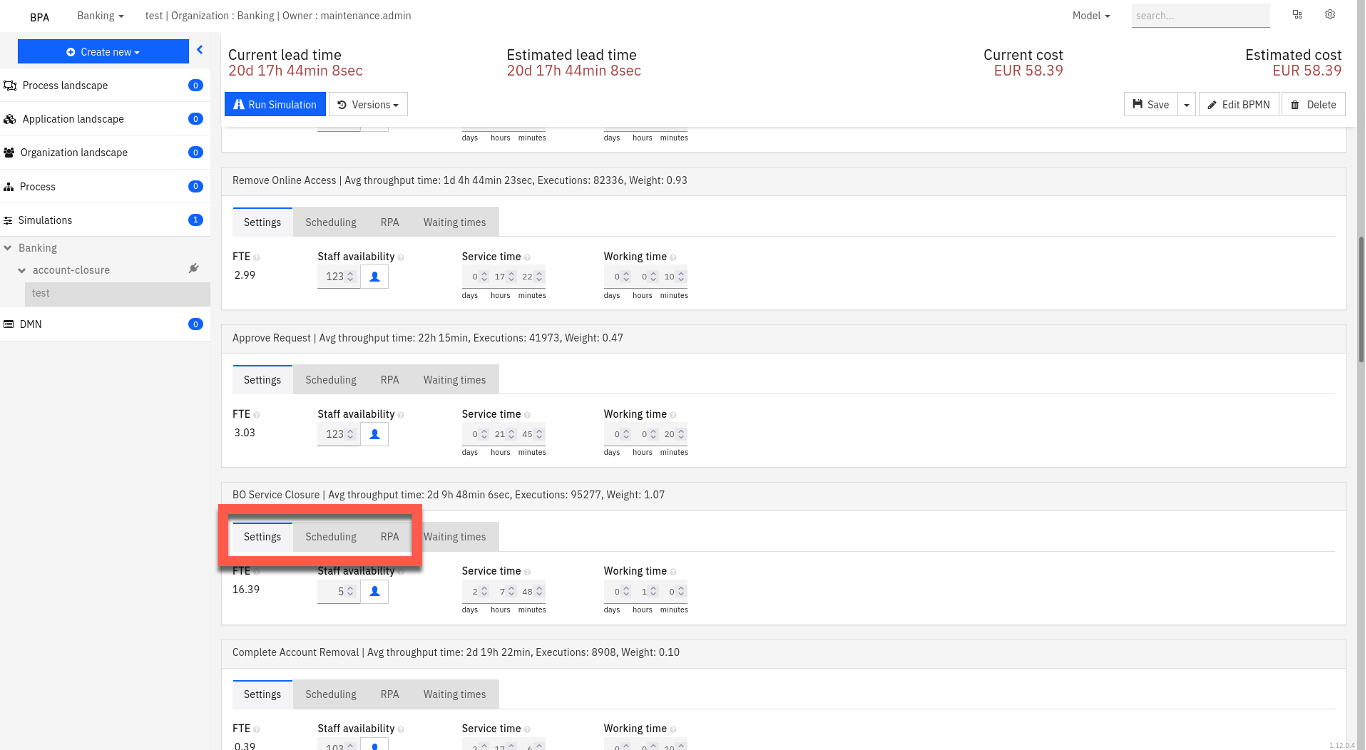 BPA Banking test | Organization : Banking | Owner : maintenance.admin Model search...
Create new
Process landscape 0
Application landscape 0
Organization landscape 0
Process 0
Simulations 1
Banking
account-closure
test
DMN 0
Current lead time Estimated lead time Current cost Estimated cost
20d 17h 44min 8sec 20d 17h 44min 8sec EUR 58.39 EUR 58.39
Run Simulation Versions Save Edit BPMN Delete
days hours minutes days hours minutes
Remove Online Access | Avg throughput time: 1d 4h 44min 23sec, Executions: 82336, Weight: 0.93
Settings Scheduling RPA Waiting times
FTE Staff availability Service time Working time
2.99 123 0 17 22 0 0 10
days hours minutes days hours minutes
Approve Request | Avg throughput time: 22h 15min, Executions: 41973, Weight: 0.47
Settings Scheduling RPA Waiting times
FTE Staff availability Service time Working time
3.03 123 0 21 45 0 0 20
days hours minutes days hours minutes
BO Service Closure | Avg throughput time: 2d 9h 48min 6sec, Executions: 95277, Weight: 1.07
Settings Scheduling RPA Waiting times
FTE Staff availability Service time Working time
16.39 5 2 7 48 0 1 0
days hours minutes days hours minutes
Complete Account Removal | Avg throughput time: 2d 19h 22min, Executions: 8908, Weight: 0.10
Settings Scheduling RPA Waiting times
FTE Staff availability Service time Working time
0.39 103 2 17 6 0 0 10
1.12.0.4